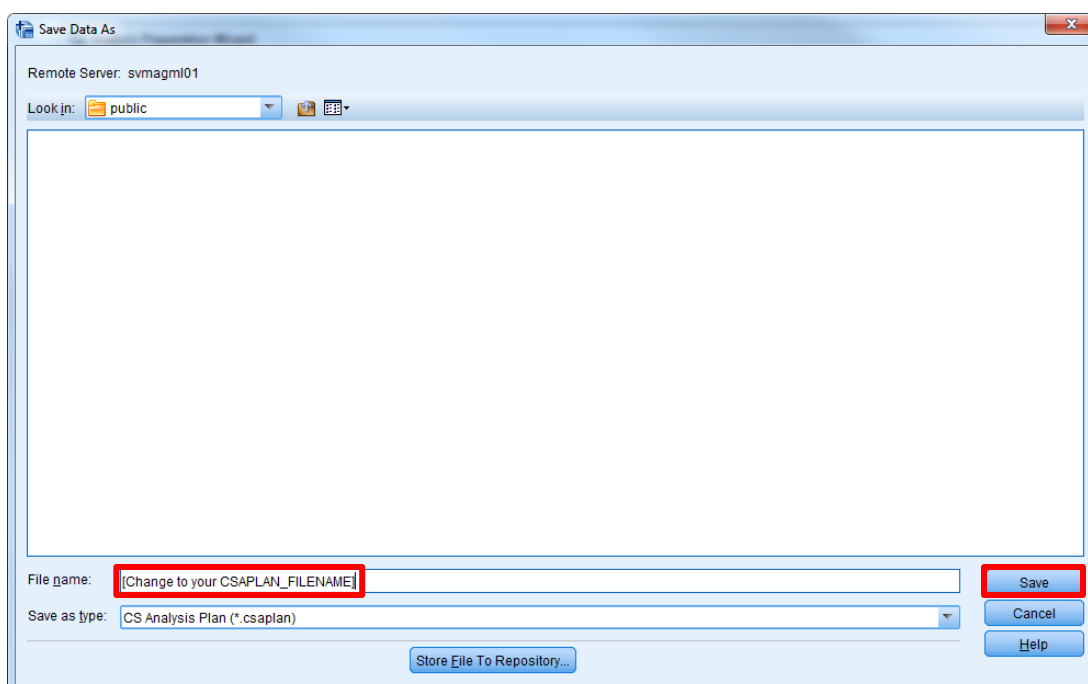 Save Data As
Remote Server: svmagml01
Look in: public
File name: [Change to your CSAPLAN_FILENAME]
Save
Save as type: CS Analysis Plan (*.csaplan)
Cancel
Help
Store File To Repository...